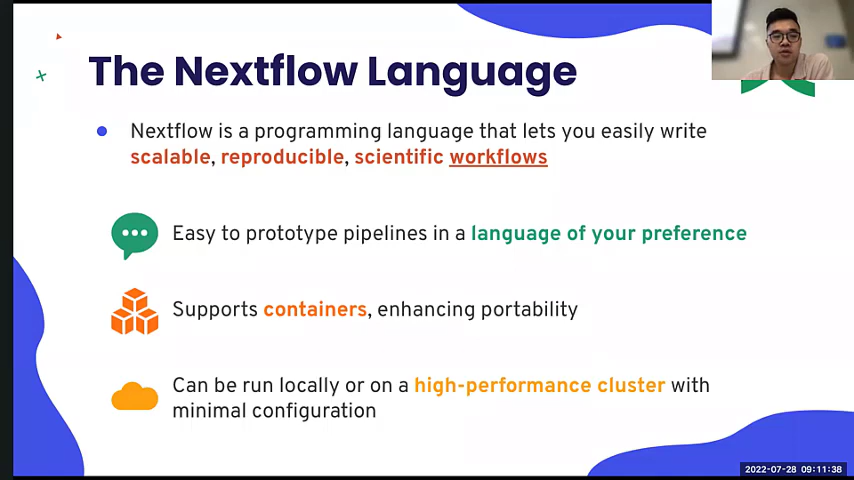 The Nextflow Language
Nextflow is a programming language that lets you easily write
scalable, reproducible, scientific workflows
Easy to prototype pipelines in a language of your preference
Supports containers, enhancing portability
Can be run locally or on a high-performance cluster with
minimal configuration
2022-07-28 09:11:38